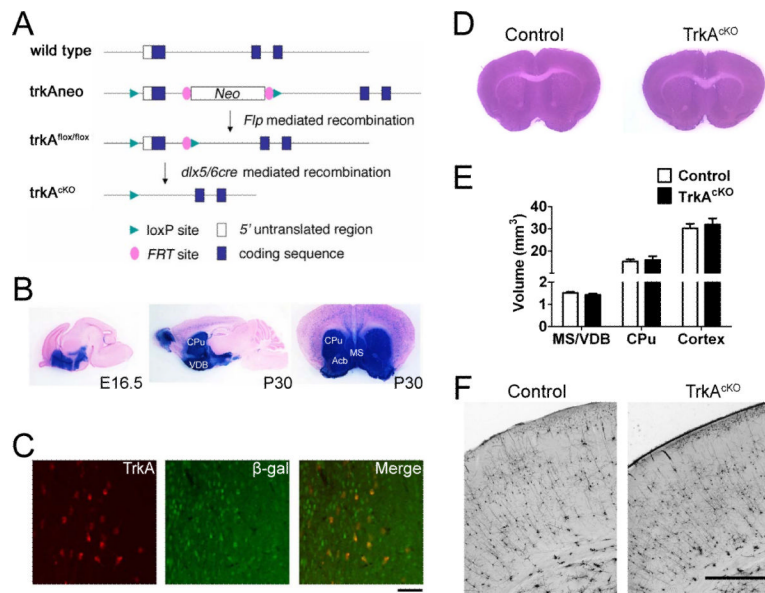 A
wild type
trkAneo
Neo
Flp mediated recombination
trkAflox/flox
dlx5/6cre mediated recombination
trkAcKO
loxP site
5' untranslated region
FRT site
coding sequence
B
E16.5
CPu
VDB
P30
CPu
MS
Acb
P30
C
TrkA
β-gal
Merge
D
Control
TrkAcKO
E
Control
TrkAcKO
Volume (mm3)
30
20
10
2
1
0
MS/VDB
CPu
Cortex
F
Control
TrkAcKO